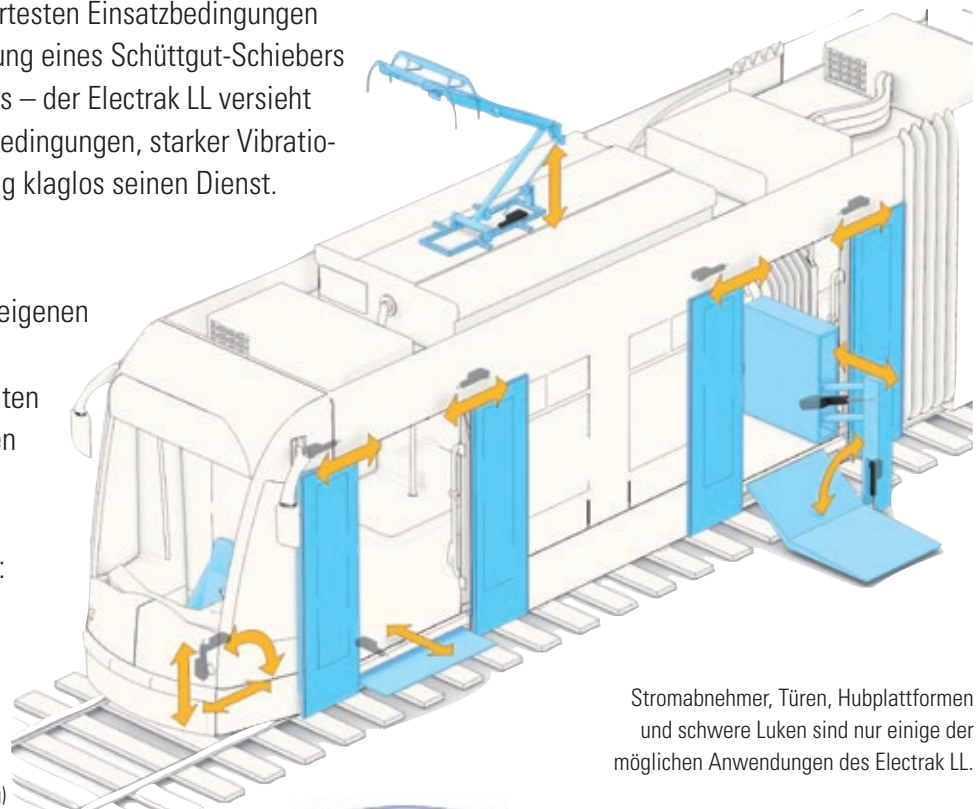 rtesten Einsatzbedingungen
ung eines Schüttgut-Schiebers
s – der Electrak LL versieht
edingungen, starker Vibratio-
g klaglos seinen Dienst.
eigenen
ten
en
:
Stromabnehmer, Türen, Hubplattformen
und schwere Luken sind nur einige der
möglichen Anwendungen des Electrak LL.
g)